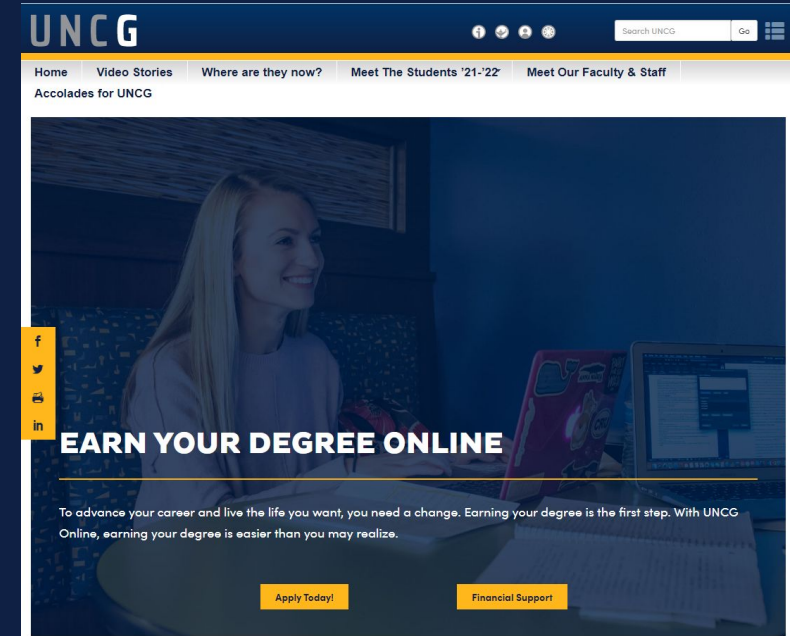 UNCG
Search UNCG
Go
Home
Video Stories
Where are they now?
Meet The Students '21-'22
Meet Our Faculty & Staff
Accolades for UNCG
f
in
EARN YOUR DEGREE ONLINE
To advance your career and live the life you want, you need a change. Earning your degree is the first step. With UNCG
Online, earning your degree is easier than you may realize.
Apply Today!
Financial Support